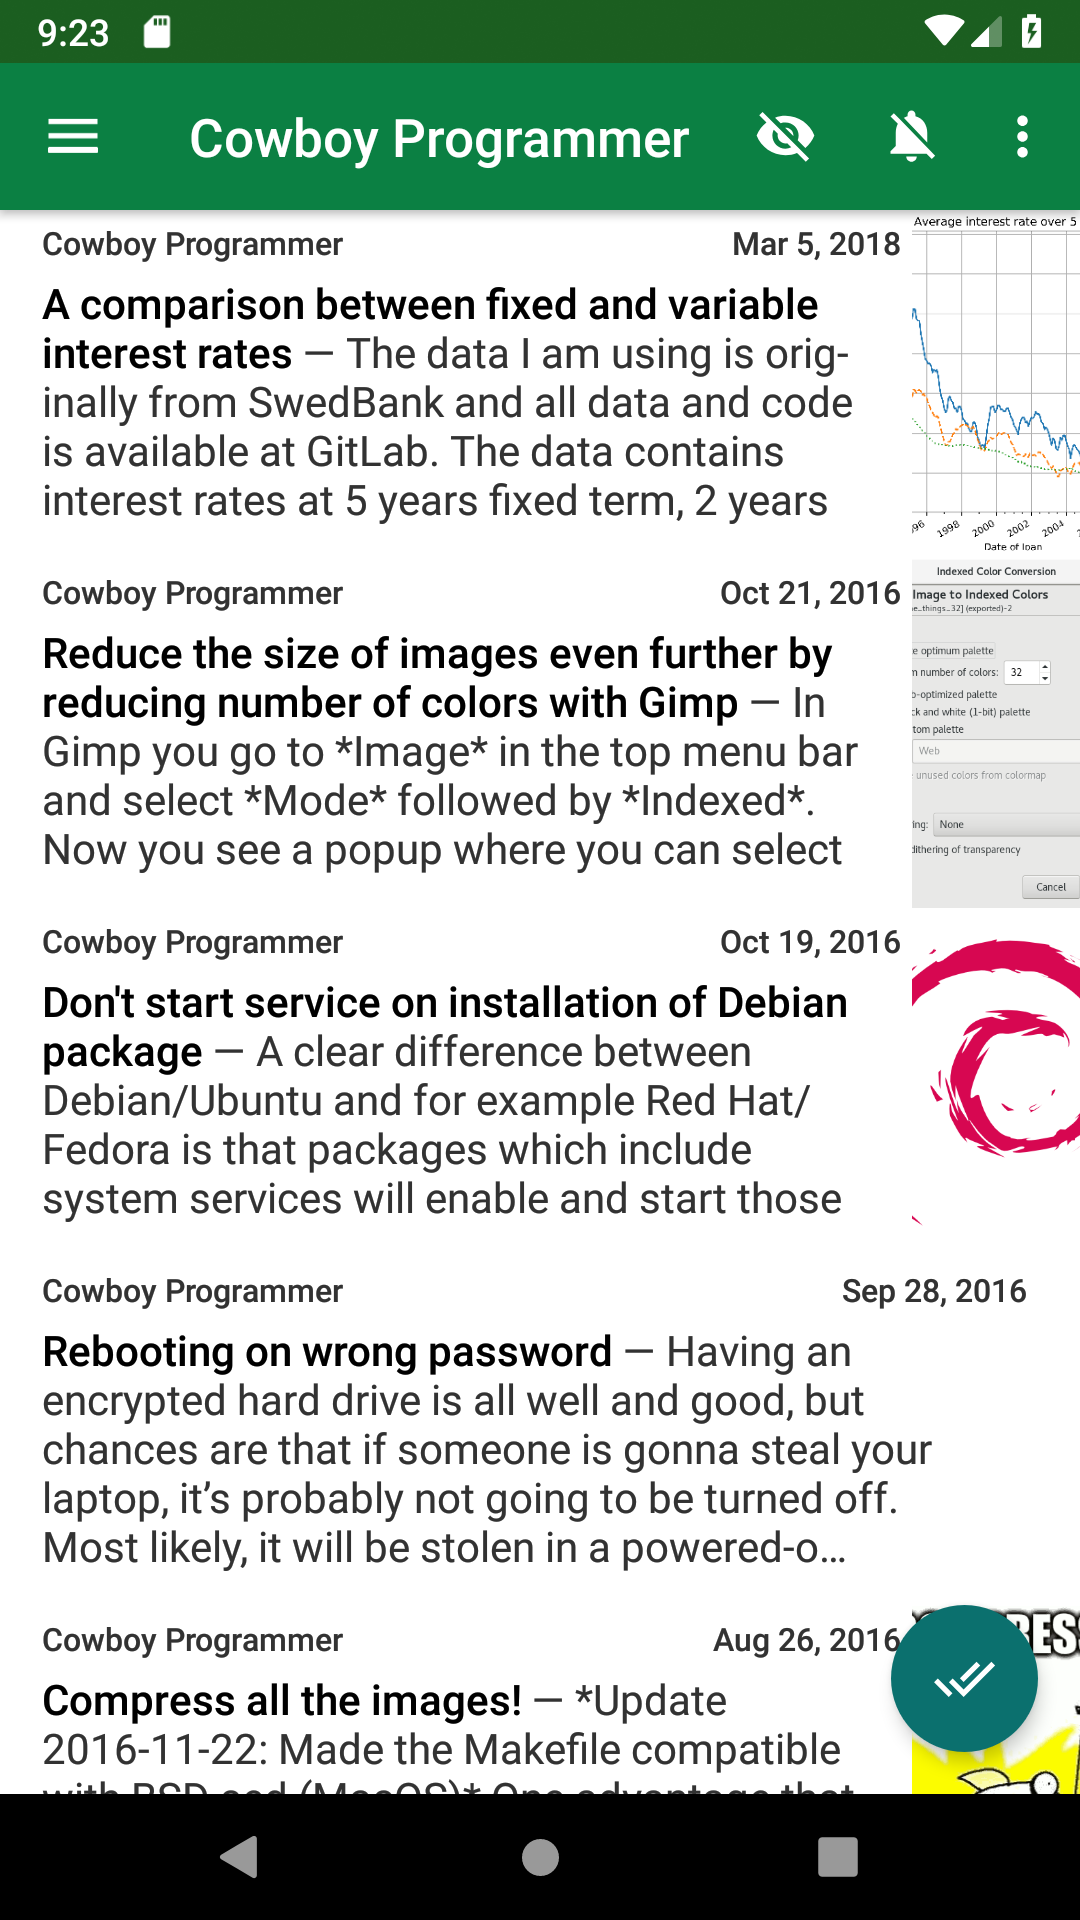 9:23
Cowboy Programmer
Cowboy Programmer Mar 5, 2018
A comparison between fixed and variable
interest rates — The data I am using is orig-
inally from SwedBank and all data and code
is available at GitLab. The data contains
interest rates at 5 years fixed term, 2 years
Average interest rate over 5
96 1998 2000 2002 2004
Date of loan
Cowboy Programmer Oct 21, 2016
Reduce the size of images even further by
reducing number of colors with Gimp — In
Gimp you go to *Image* in the top menu bar
and select *Mode* followed by *Indexed*.
Now you see a popup where you can select
Indexed Color Conversion
Image to Indexed Colors
e_things_32] (exported)-2
e optimum palette
n number of colors: 32
b-optimized palette
ck and white (1-bit) palette
tom palette
Web
unused colors from colormap
ing: None
dithering of transparency
Cancel
Cowboy Programmer Oct 19, 2016
Don't start service on installation of Debian
package — A clear difference between
Debian/Ubuntu and for example Red Hat/
Fedora is that packages which include
system services will enable and start those
Cowboy Programmer Sep 28, 2016
Rebooting on wrong password — Having an
encrypted hard drive is all well and good, but
chances are that if someone is gonna steal your
laptop, it’s probably not going to be turned off.
Most likely, it will be stolen in a powered-o…
Cowboy Programmer Aug 26, 2016
Compress all the images! — *Update
2016-11-22: Made the Makefile compatible
with BSD and (MacOS)* One advantage that
RESS